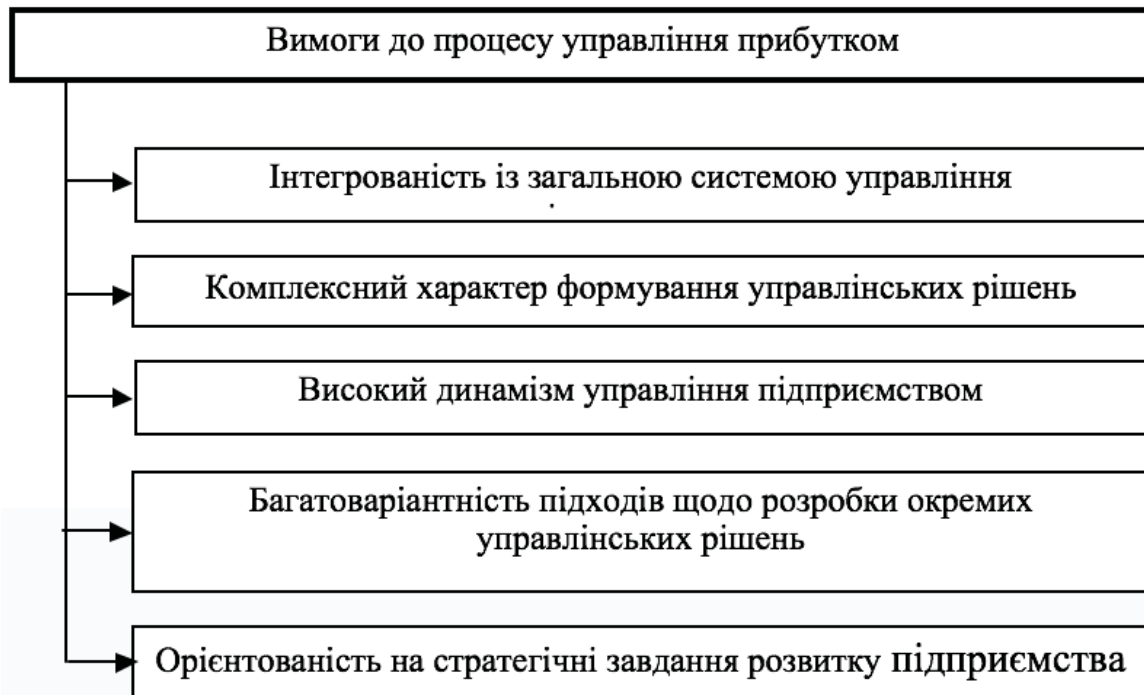 Вимоги до процесу управління прибутком
Інтегрованість із загальною системою управління
Комплексний характер формування управлінських рішень
Високий динамізм управління підприємством
Багатоваріантність підходів щодо розробки окремих
управлінських рішень
Орієнтованість на стратегічні завдання розвитку підприємства